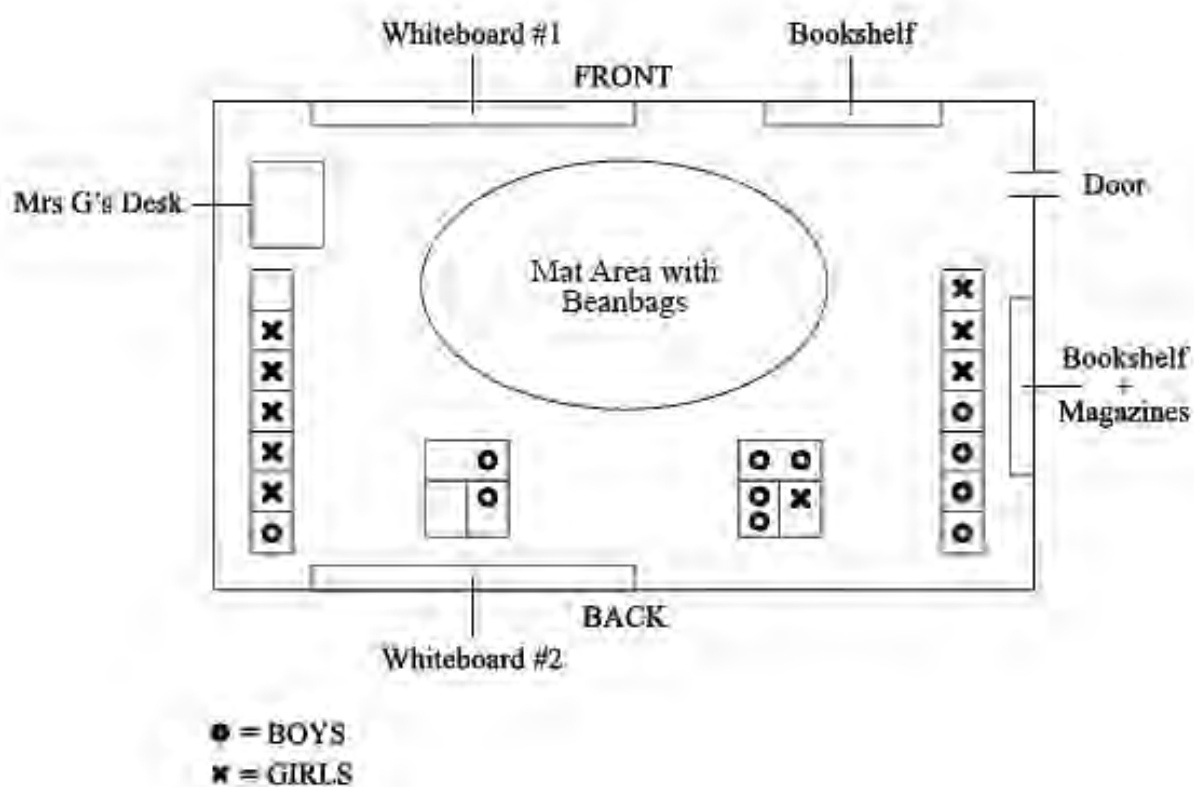 Whiteboard #1
Bookshelf
FRONT
Mrs G's Desk
Door
Mat Area with
Beanbags
Bookshelf
+
Magazines
BACK
Whiteboard #2
= BOYS
= GIRLS